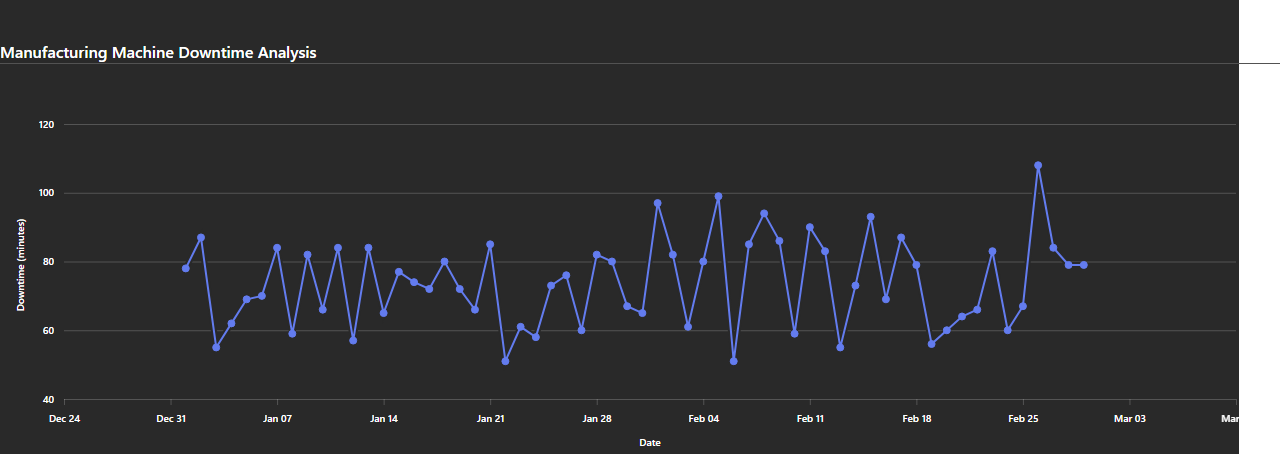 Manufacturing Machine Downtime Analysis
120
100
80
60
40
Downtime (minutes)
Dec 24 Dec 31 Jan 07 Jan 14 Jan 21 Jan 28 Feb 04 Feb 11 Feb 18 Feb 25 Mar 03 Mar
Date